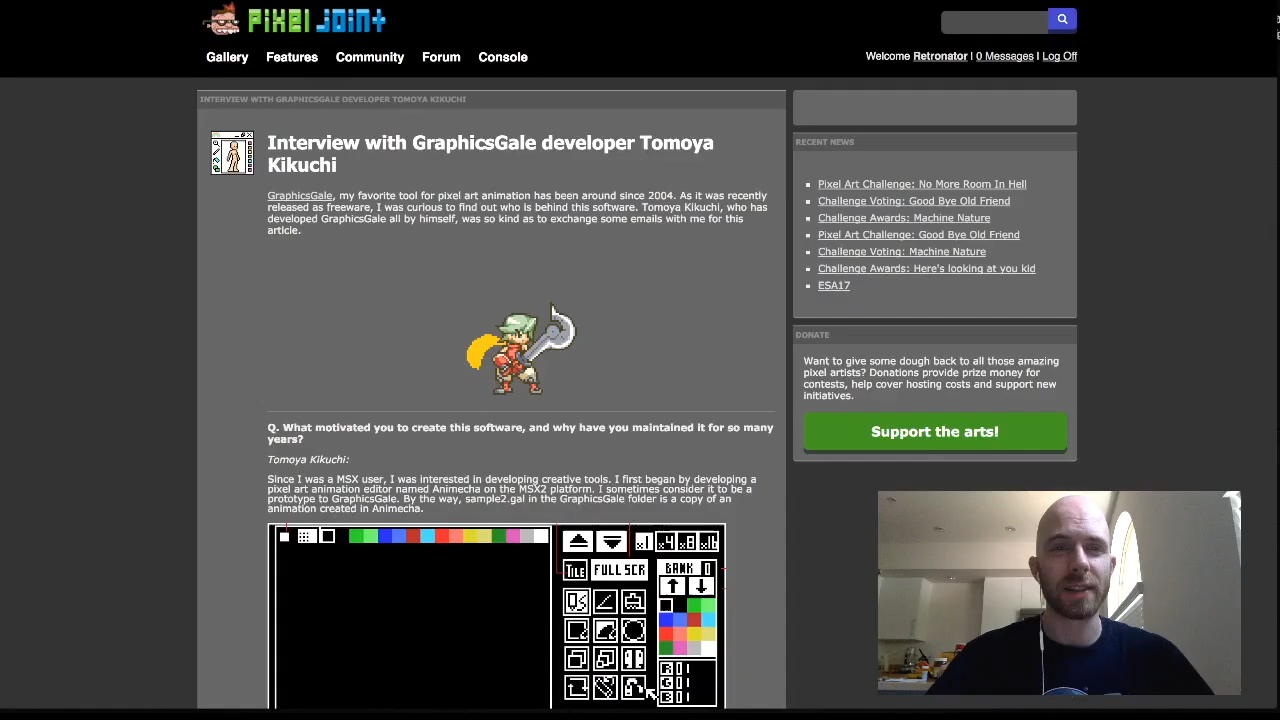 PIXEL JOINT
Gallery Features Community Forum Console
Welcome Retronator | 0 Messages | Log Off
INTERVIEW WITH GRAPHICSGALE DEVELOPER TOMOYA KIKUCHI
Interview with GraphicsGale developer Tomoya
Kikuchi
GraphicsGale, my favorite tool for pixel art animation has been around since 2004. As it was recently
released as freeware, I was curious to find out who is behind this software. Tomoya Kikuchi, who has
developed GraphicsGale all by himself, was so kind as to exchange some emails with me for this
article.
Q. What motivated you to create this software, and why have you maintained it for so many
years?
Tomoya Kikuchi:
Since I was a MSX user, I was interested in developing creative tools. I first began by developing a
pixel art animation editor named Animecha on the MSX2 platform. I sometimes consider it to be a
prototype to GraphicsGale. By the way, sample2.gal in the GraphicsGale folder is a copy of an
animation created in Animecha.
x1 x4 x8 x16
TILE FULL SCR BANK 0
R 0
G 0
B 0
RECENT NEWS
Pixel Art Challenge: No More Room In Hell
Challenge Voting: Good Bye Old Friend
Challenge Awards: Machine Nature
Pixel Art Challenge: Good Bye Old Friend
Challenge Voting: Machine Nature
Challenge Awards: Here's looking at you kid
ESA17
DONATE
Want to give some dough back to all those amazing
pixel artists? Donations provide prize money for
contests, help cover hosting costs and support new
initiatives.
Support the arts!